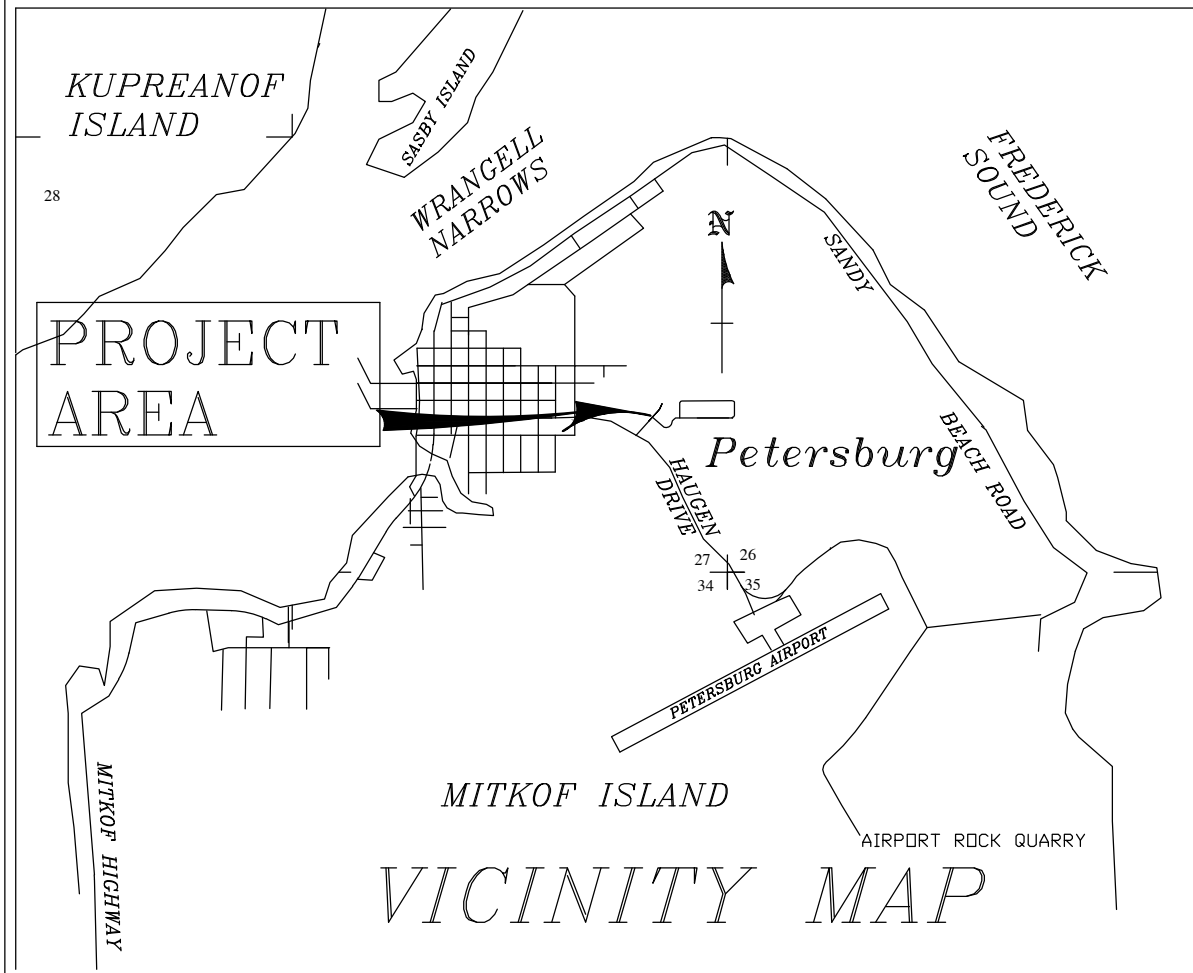 KUPREANOF
ISLAND
SASBY ISLAND
WRANGELL
NARROWS
FREDERICK
SOUND
28
N
SANDY
BEACH ROAD
PROJECT
AREA
Petersburg
HAUGEN
DRIVE
27 26
34 35
PETERSBURG AIRPORT
MITKOF HIGHWAY
MITKOF ISLAND
AIRPORT ROCK QUARRY
VICINITY MAP